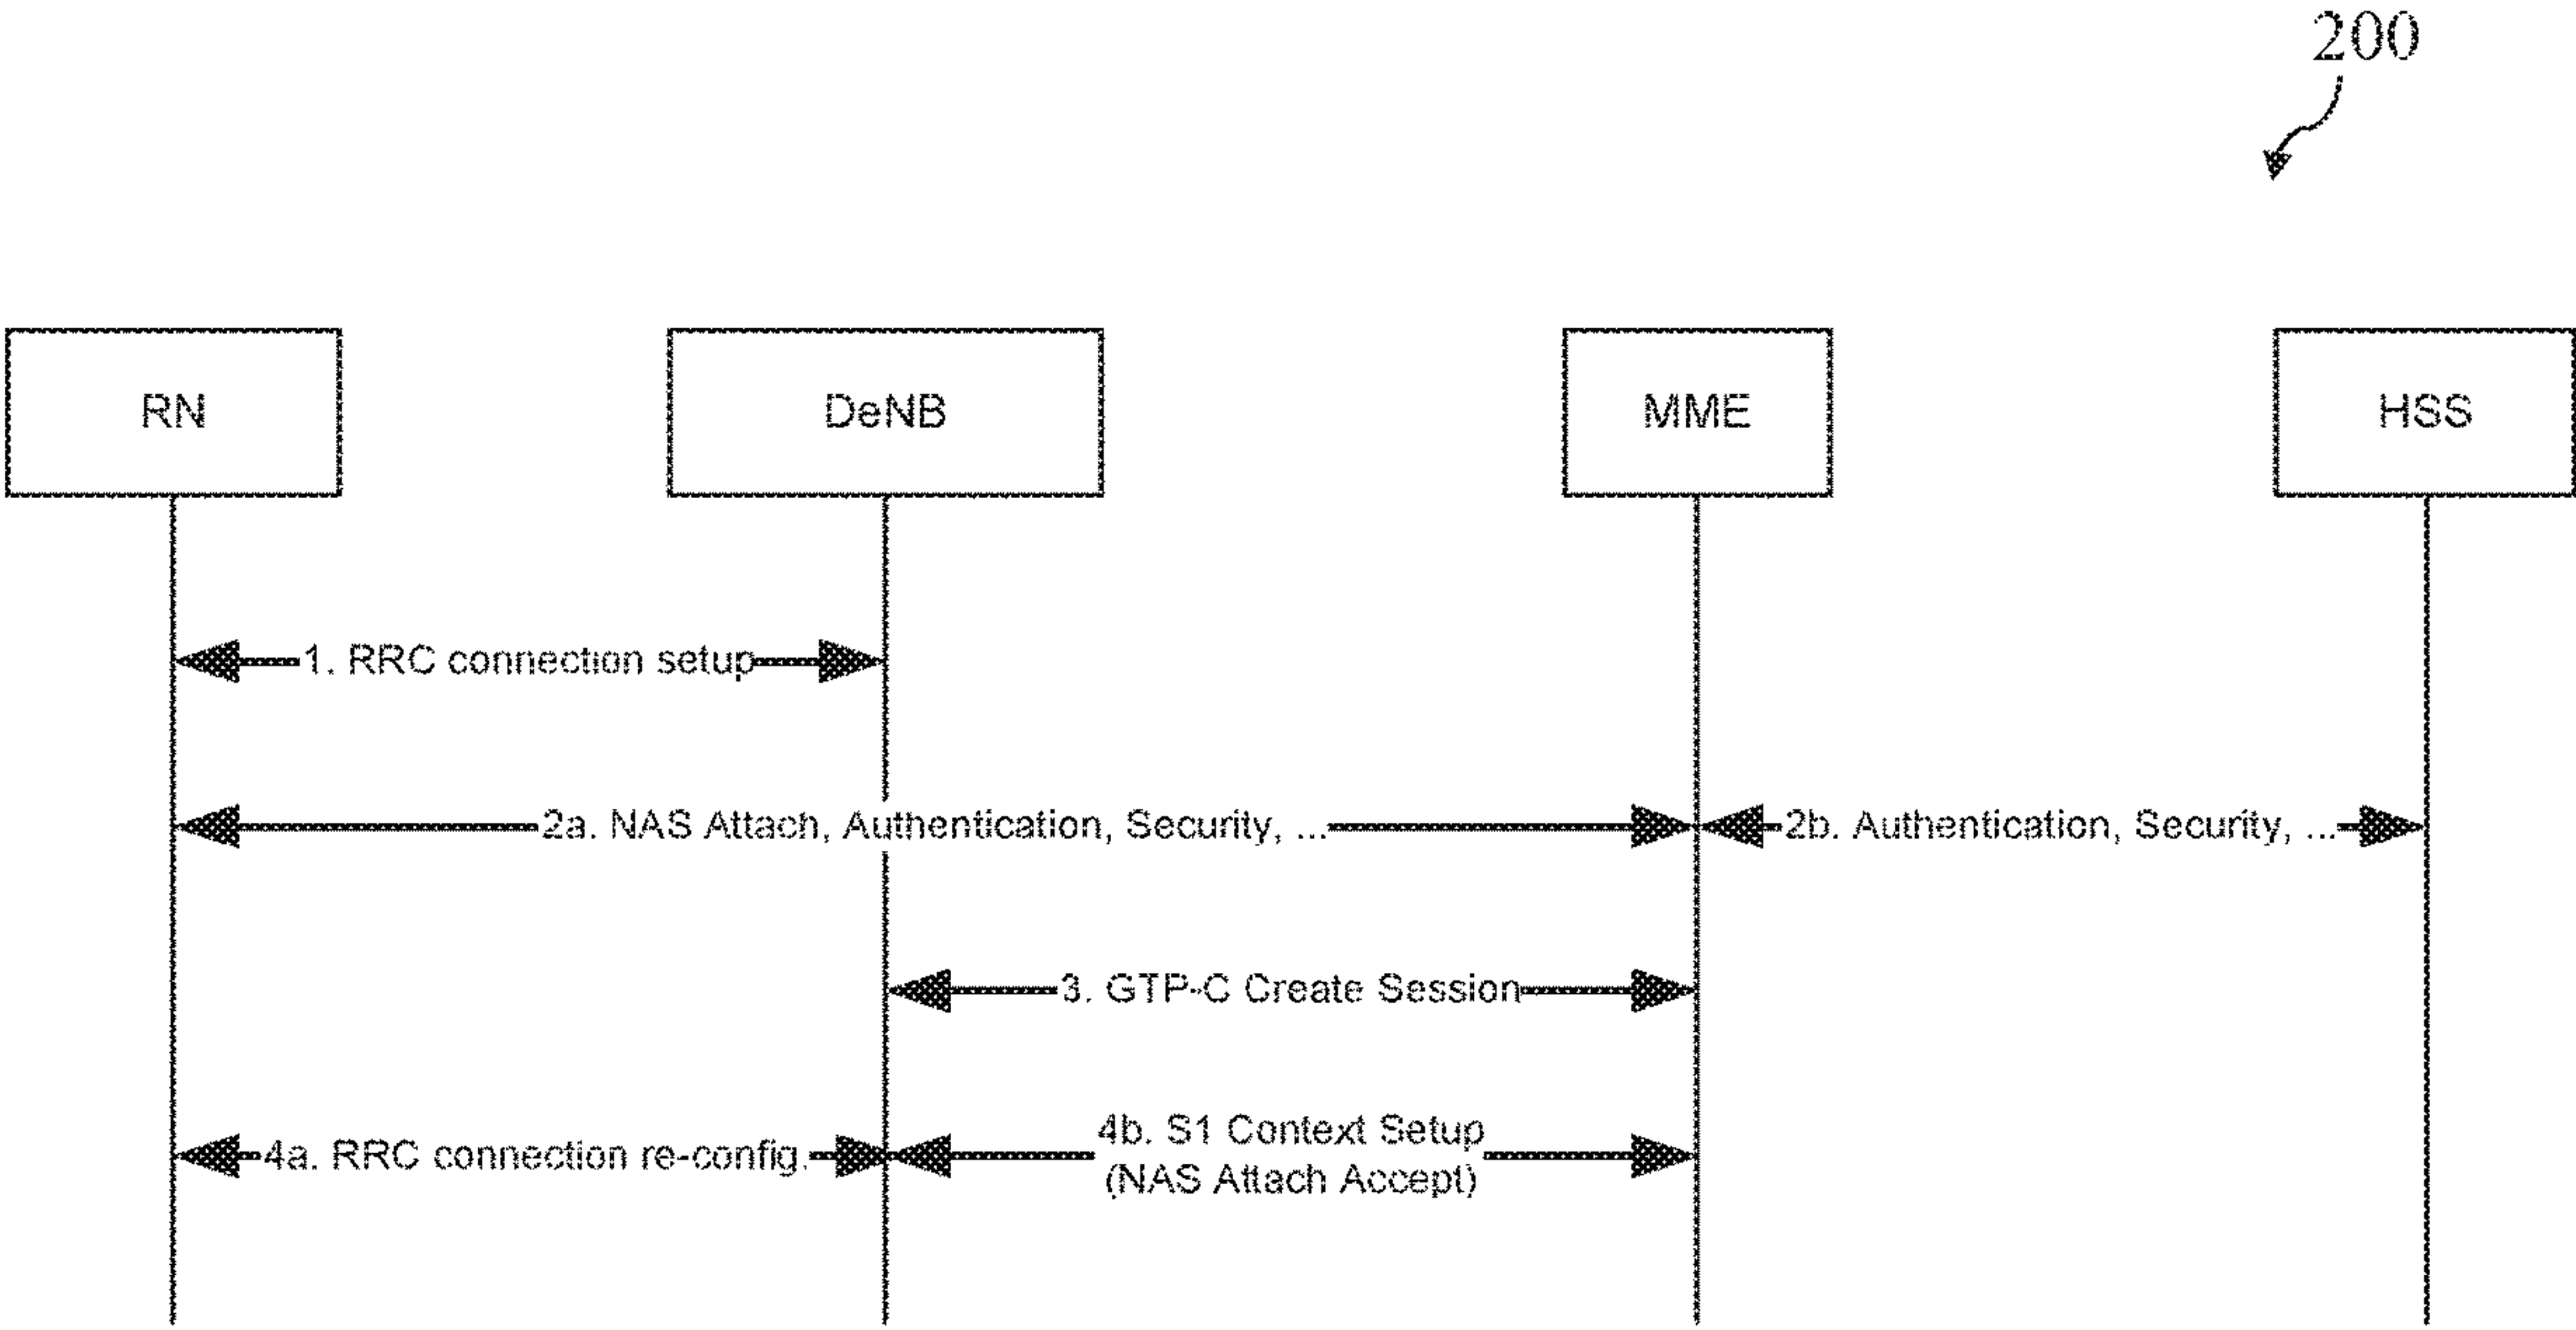 200
RN
DeNB
MME
HSS
1. RRC connection setup
2a. NAS Attach, Authentication, Security, ...
2b. Authentication, Security, ...
3. GTP-C Create Session
4a. RRC connection re-config.
4b. S1 Context Setup
(NAS Attach Accept)